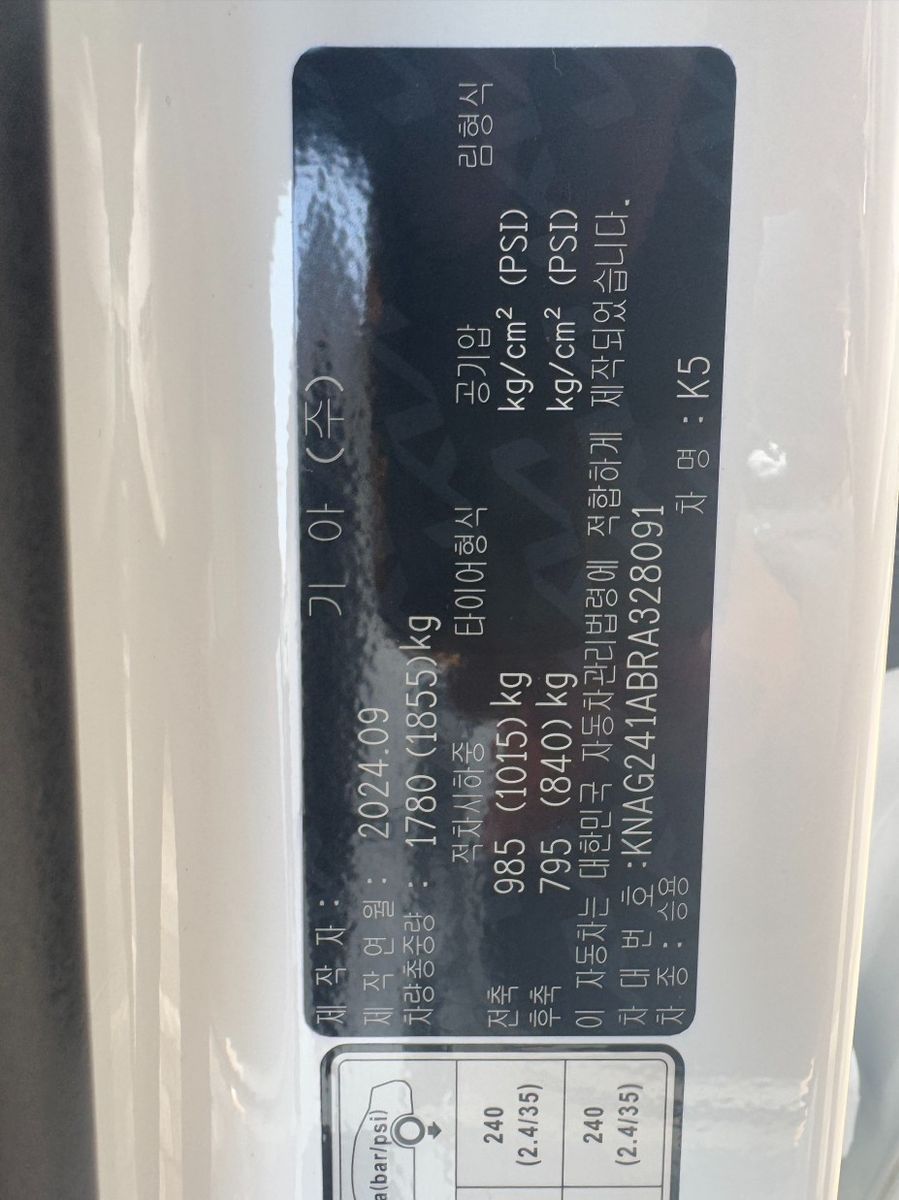 제 작 자 : 기 아 (주)
제 작 연 월 : 2024.09
차량총중량 : 1780 (1855)kg
적차시하중 타이어형식 공기압 림형식
전축 985 (1015) kg kg/cm² (PSI)
후축 795 (840) kg kg/cm² (PSI)
이 자동차는 대한민국 자동차관리법령에 적합하게 제작되었습니다.
차 대 번 호 :KNAG241ABRA328091
차 종 : 승용 차 명 :K5
a(bar/psi)
240
(2.4/35)
240
(2.4/35)